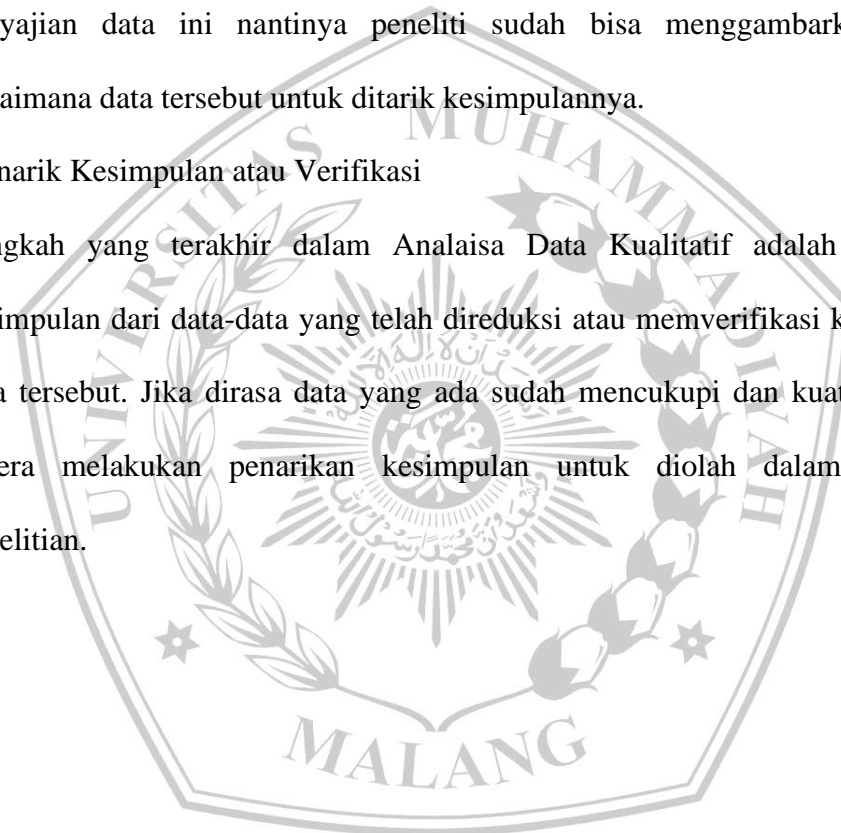 yajian data ini nantinya peneliti sudah bisa menggambark
aimana data tersebut untuk ditarik kesimpulannya.
narik Kesimpulan atau Verifikasi
ngkah yang terakhir dalam Analaisa Data Kualitatif adalah
impulan dari data-data yang telah direduksi atau memverifikasi k
a tersebut. Jika dirasa data yang ada sudah mencukupi dan kuat
era melakukan penarikan kesimpulan untuk diolah dalam
elitian.
UNIVERSITAS MUHAMMADIYAH
MALANG